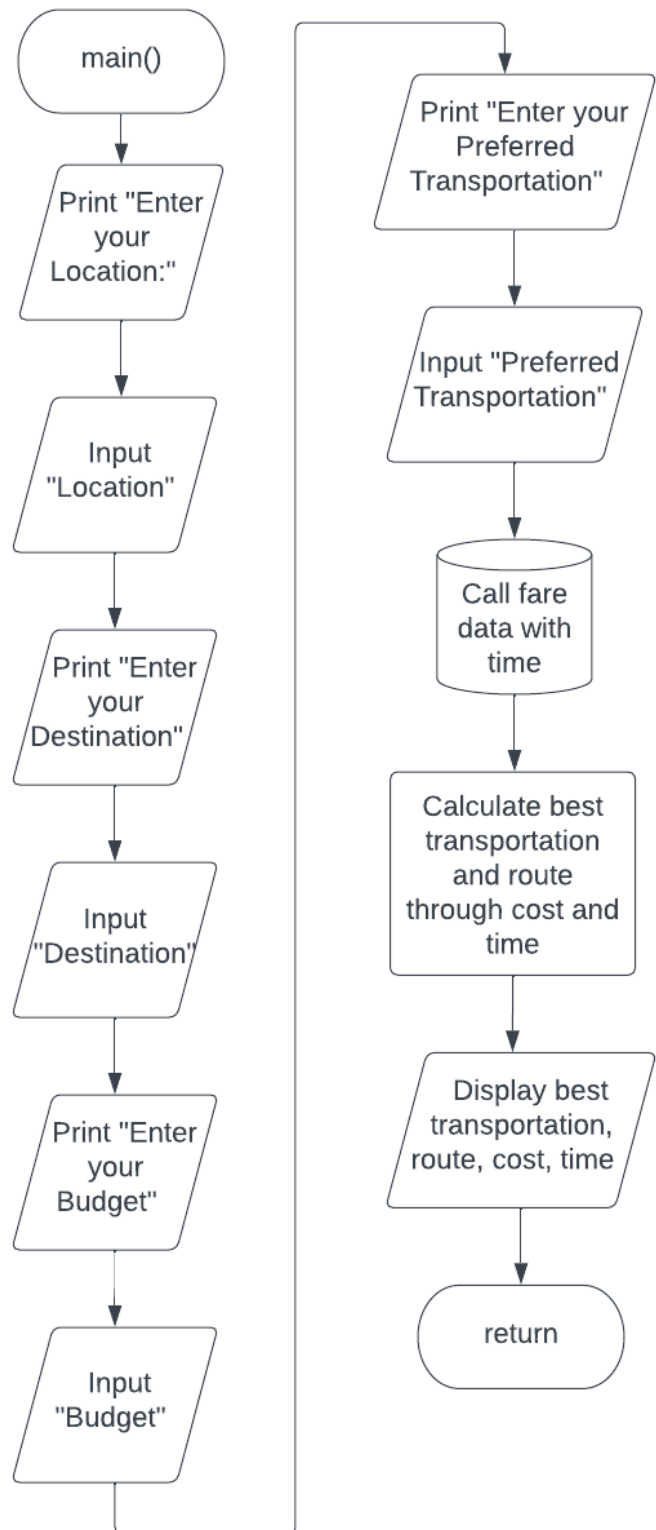 main()
Print "Enter
your
Location:"
Input
"Location"
Print "Enter
your
Destination"
Input
"Destination"
Print "Enter
your
Budget"
Input
"Budget"
Print "Enter your
Preferred
Transportation"
Input "Preferred
Transportation"
Call fare
data with
time
Calculate best
transportation
and route
through cost and
time
Display best
transportation,
route, cost, time
return